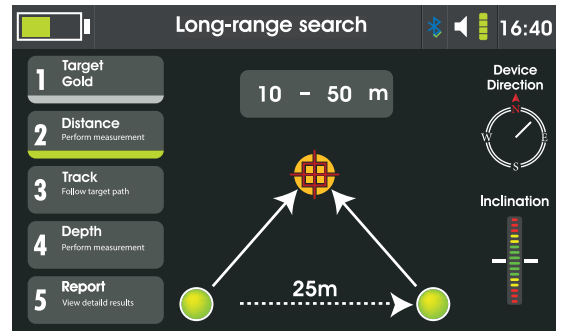 Long-range search
16:40
1 Target
Gold
2 Distance
Perform measurement
3 Track
Follow target path
4 Depth
Perform measurement
5 Report
View detaild results
10 - 50 m
25m
Device
Direction
N
W E
S
Inclination